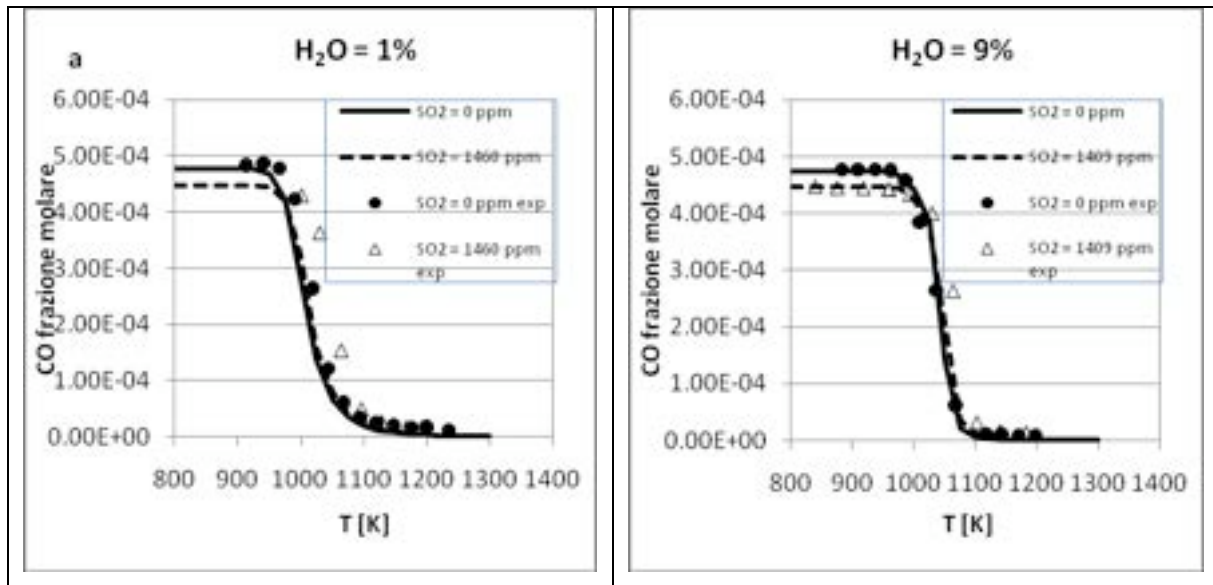 a
H₂O = 1%
CO frazione molare
6.00E-04
5.00E-04
4.00E-04
3.00E-04
2.00E-04
1.00E-04
0.00E+00
SO2 = 0 ppm
SO2 = 1460 ppm
SO2 = 0 ppm exp
SO2 = 1460 ppm
exp
800 900 1000 1100 1200 1300 1400
T [K]
H₂O = 9%
CO frazione molare
6.00E-04
5.00E-04
4.00E-04
3.00E-04
2.00E-04
1.00E-04
0.00E+00
SO2 = 0 ppm
SO2 = 1409 ppm
SO2 = 0 ppm exp
SO2 = 1409 ppm
exp
800 900 1000 1100 1200 1300 1400
T [K]